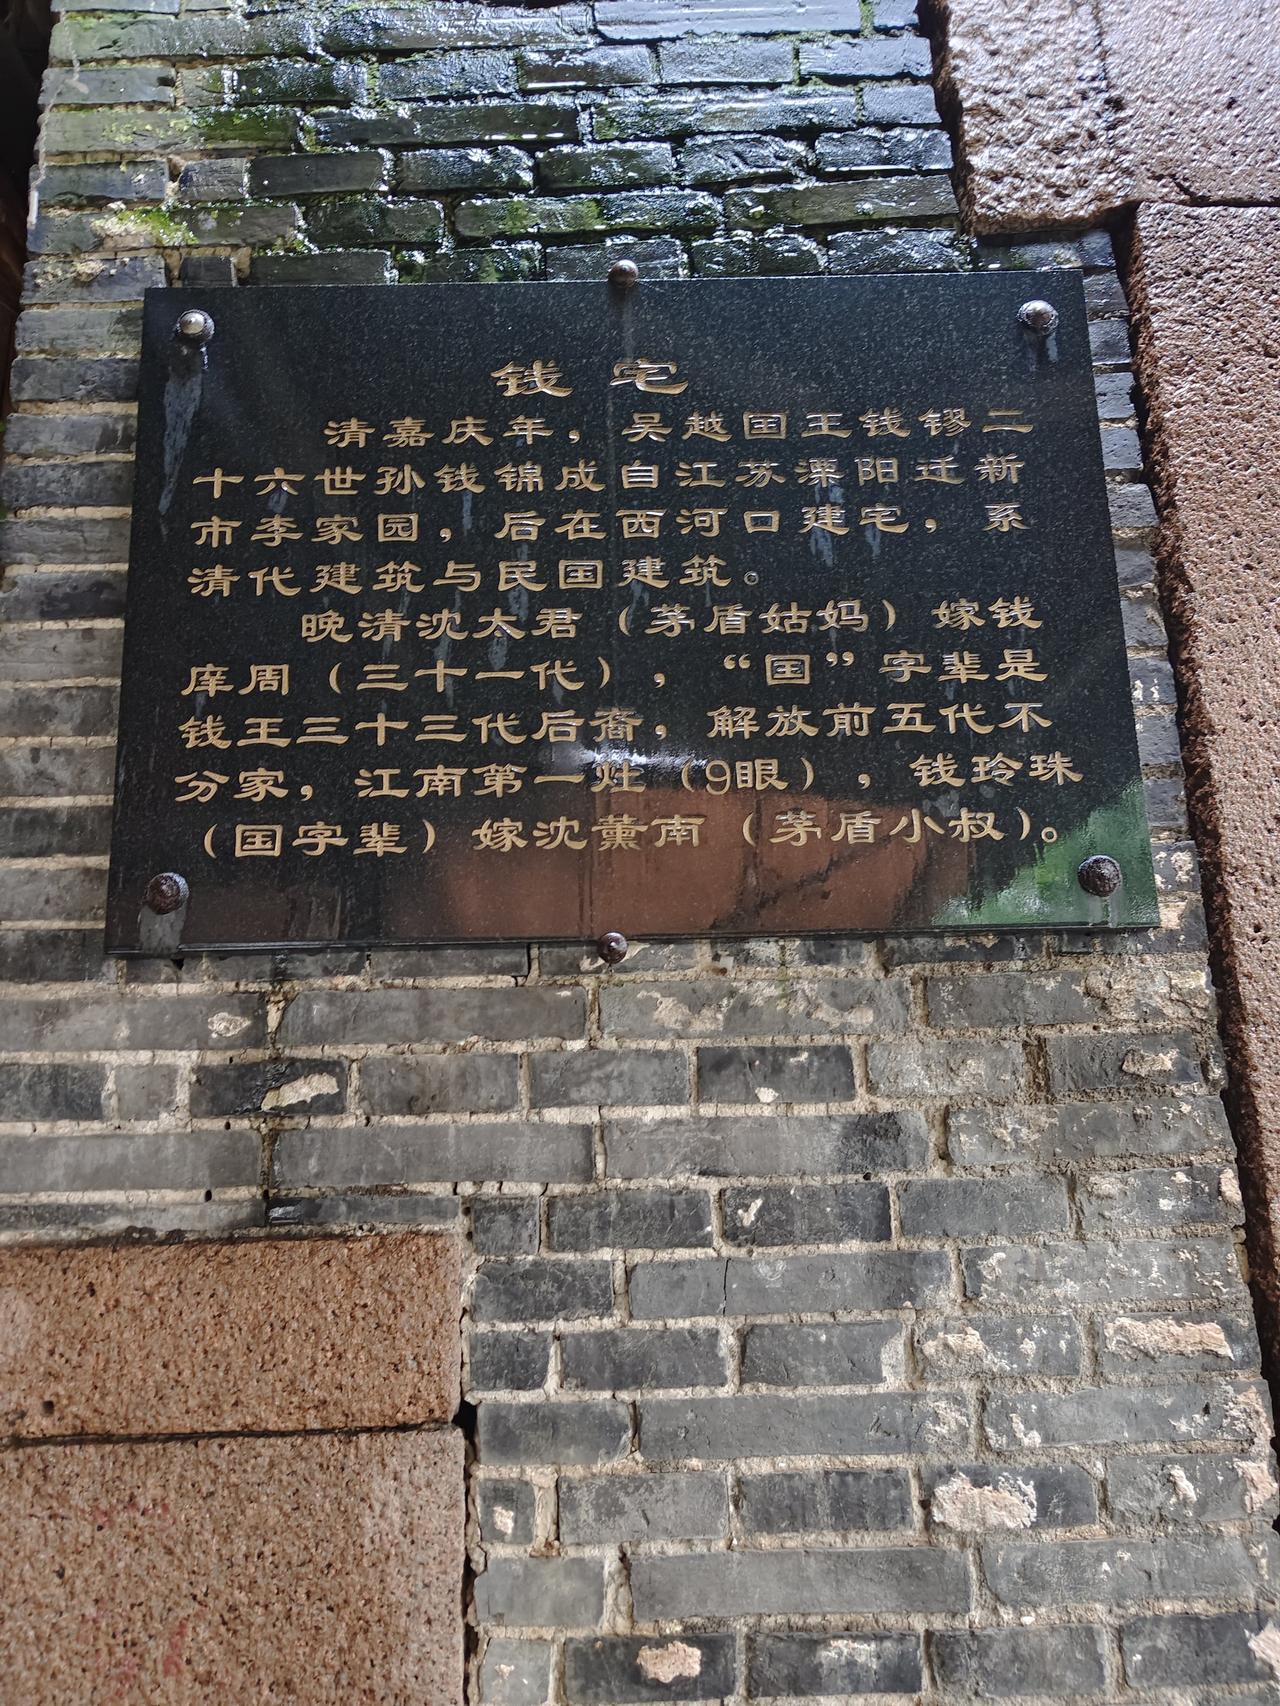 钱宅
清嘉庆年，吴越国王钱镠二
十六世孙钱锦成自江苏溧阳迁新
市李家园，后在西河口建宅，系
清代建筑与民国建筑。
晚清沈太君（茅盾姑妈）嫁钱
庠周（三十一代），“国”字辈是
钱王三十三代后裔，解放前五代不
分家，江南第一灶（9眼），钱玲珠
（国字辈）嫁沈薰南（茅盾小叔）。